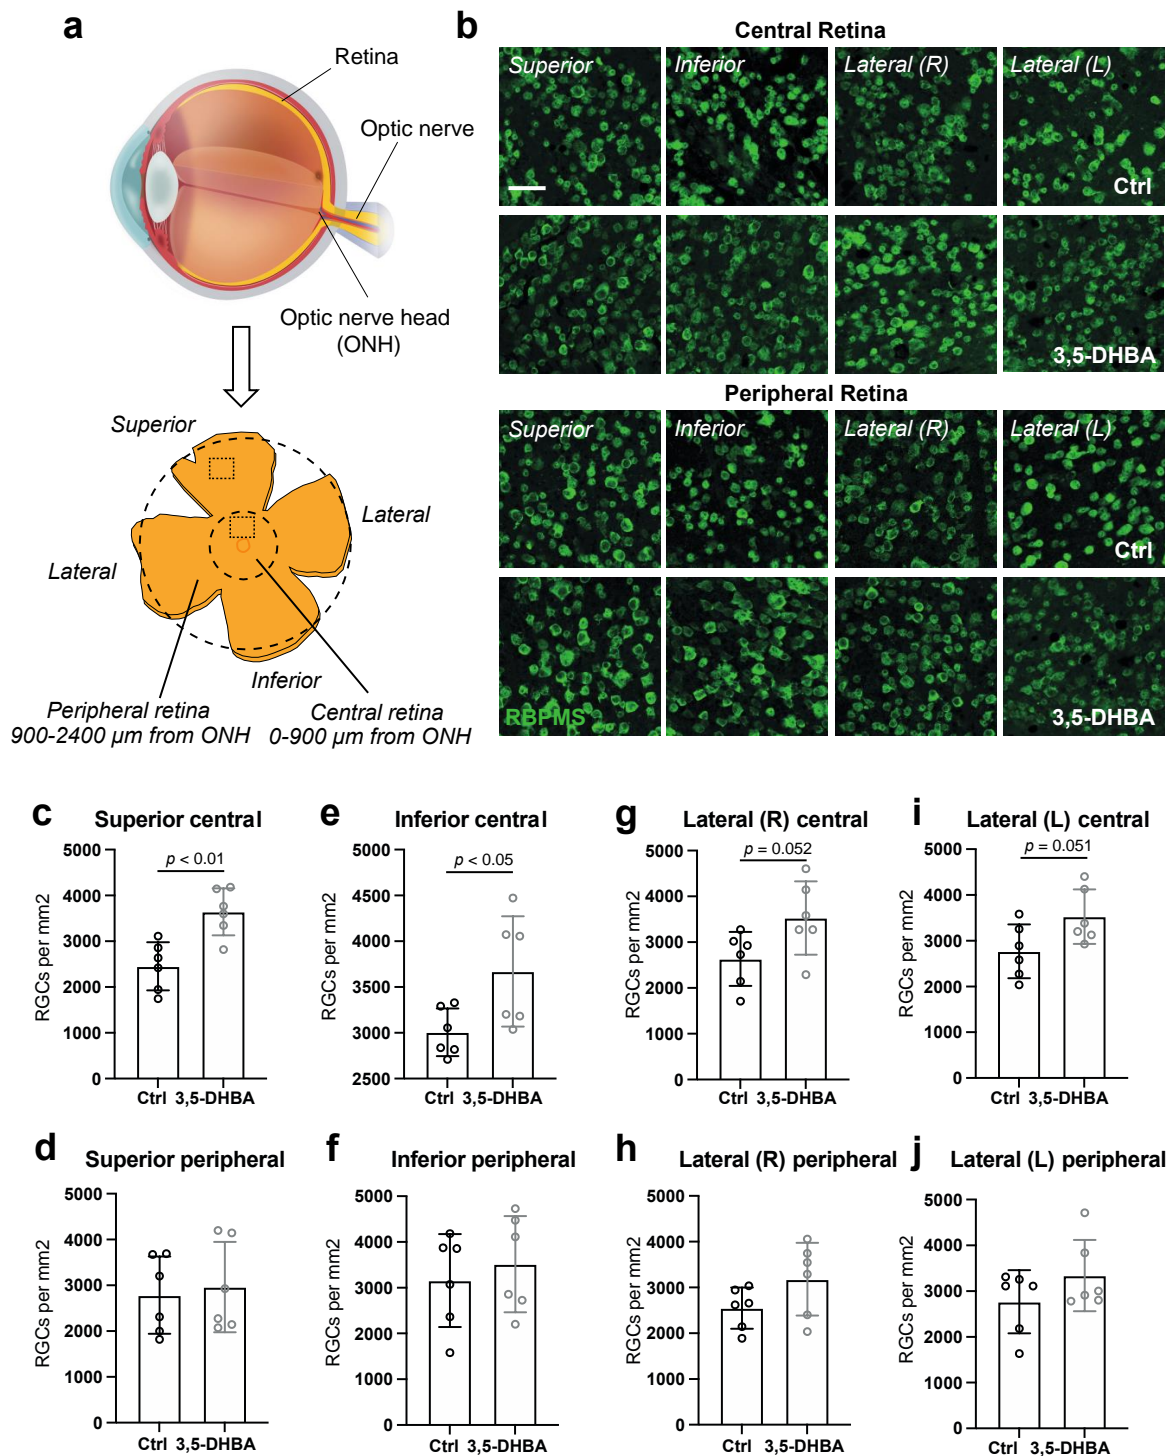 a
Retina
Optic nerve
Optic nerve head
(ONH)
Superior
Lateral
Lateral
Inferior
Peripheral retina
900-2400 µm from ONH
Central retina
0-900 µm from ONH
b
Central Retina
Superior
Inferior
Lateral (R)
Lateral (L)
Ctrl
3,5-DHBA
Peripheral Retina
Superior
Inferior
Lateral (R)
Lateral (L)
Ctrl
RBPMS
3,5-DHBA
c
Superior central
p < 0.01
RGCs per mm2
5000
4000
3000
2000
1000
0
Ctrl 3,5-DHBA
e
Inferior central
p < 0.05
RGCs per mm2
5000
4500
4000
3500
3000
2500
Ctrl 3,5-DHBA
g
Lateral (R) central
p = 0.052
RGCs per mm2
5000
4000
3000
2000
1000
0
Ctrl 3,5-DHBA
i
Lateral (L) central
p = 0.051
RGCs per mm2
5000
4000
3000
2000
1000
0
Ctrl 3,5-DHBA
d
Superior peripheral
RGCs per mm2
5000
4000
3000
2000
1000
0
Ctrl 3,5-DHBA
f
Inferior peripheral
RGCs per mm2
5000
4000
3000
2000
1000
0
Ctrl 3,5-DHBA
h
Lateral (R) peripheral
RGCs per mm2
5000
4000
3000
2000
1000
0
Ctrl 3,5-DHBA
j
Lateral (L) peripheral
RGCs per mm2
5000
4000
3000
2000
1000
0
Ctrl 3,5-DHBA